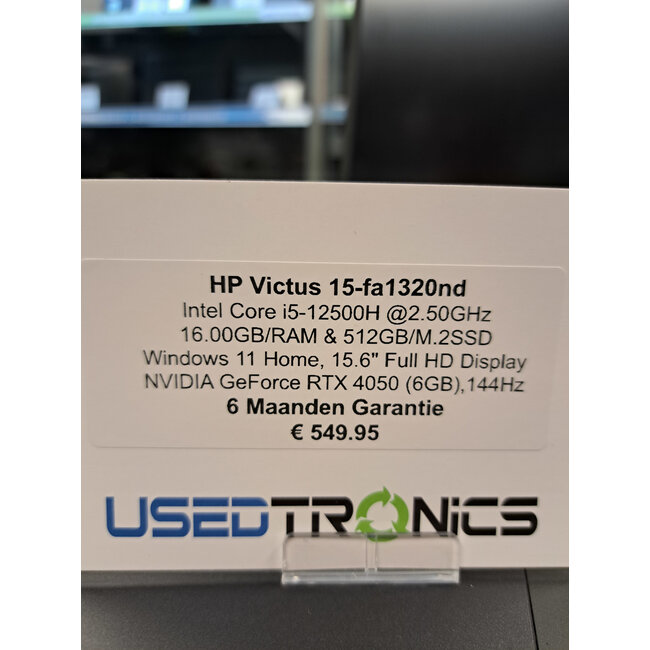 HP Victus 15-fa1320nd
Intel Core i5-12500H @2.50GHz
16.00GB/RAM & 512GB/M.2SSD
Windows 11 Home, 15.6" Full HD Display
NVIDIA GeForce RTX 4050 (6GB),144Hz
6 Maanden Garantie
€ 549.95
USEDTRONiCS